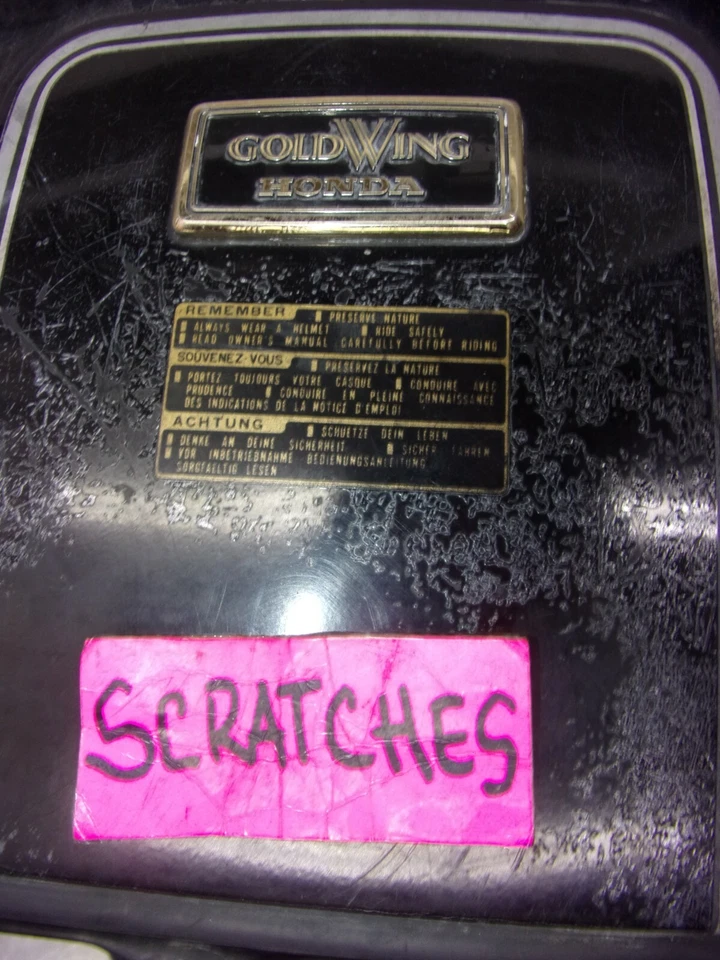 GOLDWING
HONDA
REMEMBER PRESERVE NATURE
ALWAYS WEAR A HELMET RIDE SAFELY
READ OWNER'S MANUAL CAREFULLY BEFORE RIDING
SOUVENEZ-VOUS PRESERVEZ LA NATURE
PORTEZ TOUJOURS VOTRE CASQUE CONDUIRE AVEC
PRUDENCE CONDUIRE EN PLEINE CONNAISSANCE
DES INDICATIONS DE LA NOTICE D'EMPLOI
ACHTUNG SCHUETZE DEIN LEBEN
DENKE AN DEINE SICHERHEIT SICHER FAHREN
VOR INBETRIEBNAHME BEDIENUNGSANLEITUNG
SORGFAELTIG LESEN
SCRATCHES